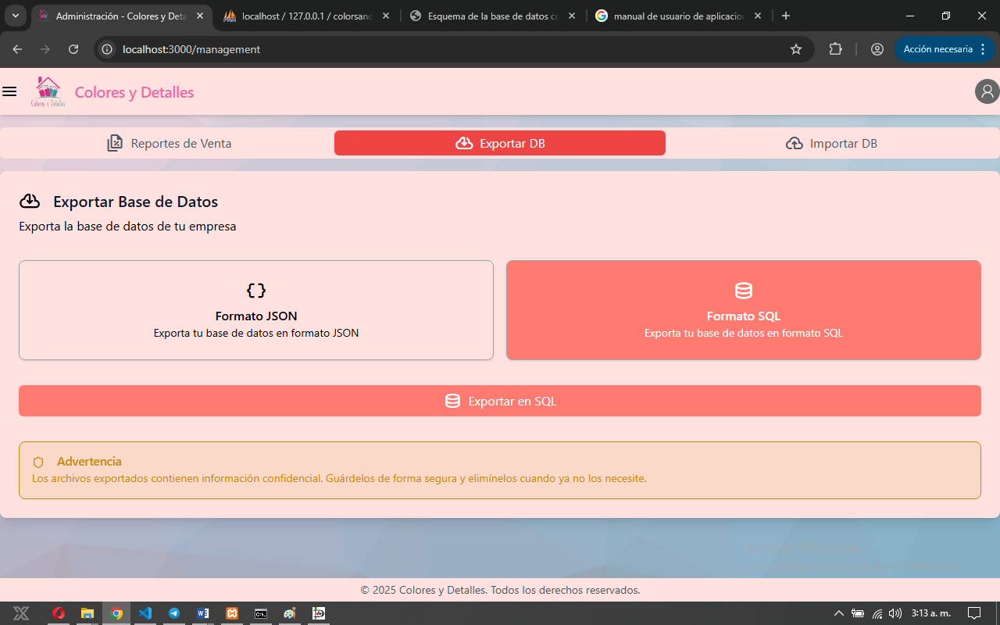 Administración - Colores y Deta
localhost / 127.0.0.1 / colorsand
Esquema de la base de datos co
manual de usuario de aplicacion
localhost:3000/management
Acción necesaria
Colores y Detalles
Colores y Detalles
Reportes de Venta
Exportar DB
Importar DB
Exportar Base de Datos
Exporta la base de datos de tu empresa
Formato JSON
Exporta tu base de datos en formato JSON
Formato SQL
Exporta tu base de datos en formato SQL
Exportar en SQL
Advertencia
Los archivos exportados contienen información confidencial. Guárdelos de forma segura y elimínelos cuando ya no los necesite.
© 2025 Colores y Detalles. Todos los derechos reservados.
3:13 a. m.